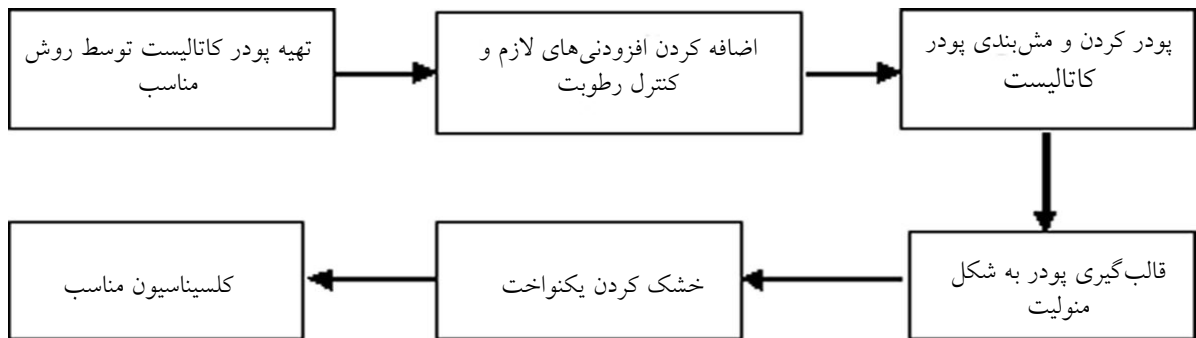 تهیه پودر کاتالیست توسط روش
مناسب
اضافه کردن افزودنی‌های لازم و
کنترل رطوبت
پودر کردن و مش‌بندی پودر
کاتالیست
قالب‌گیری پودر به شکل
منولیت
خشک کردن یکنواخت
کلسیناسیون مناسب